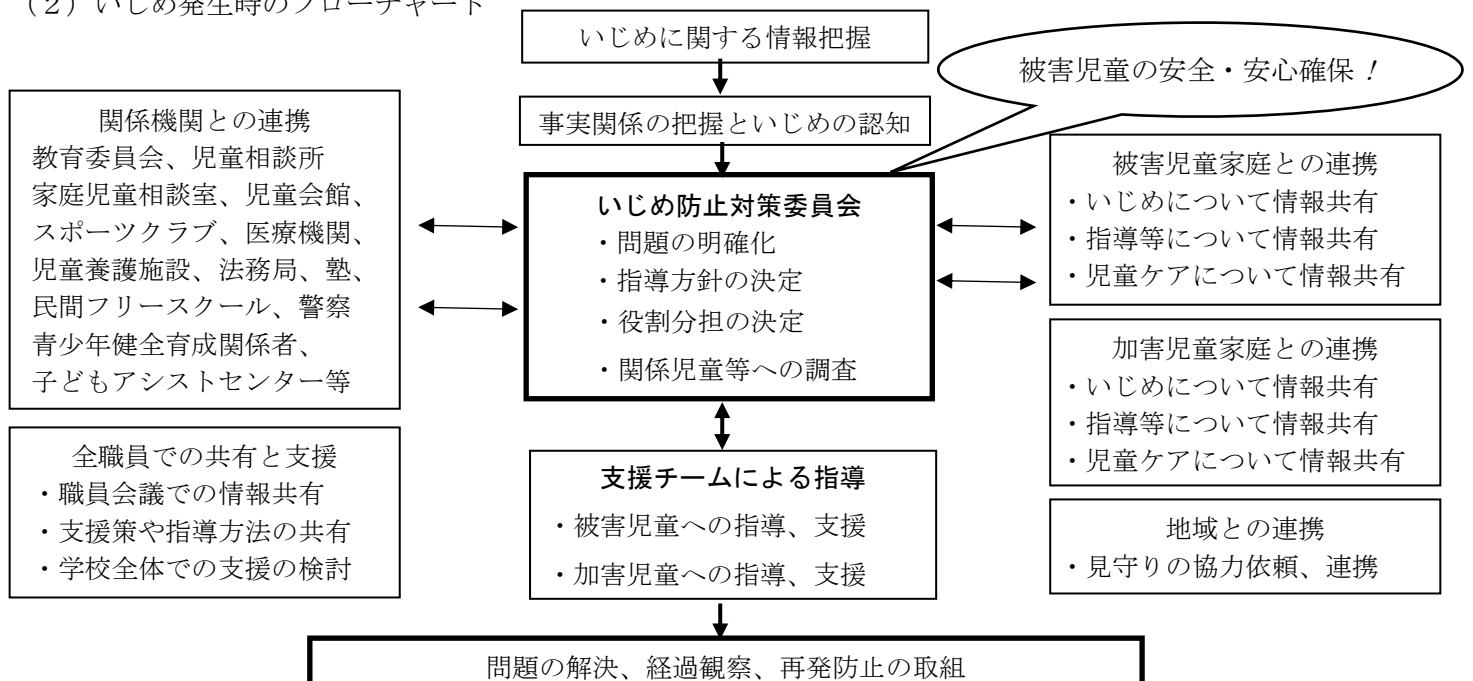 （２）いじめ発生時のフローチャート
いじめに関する情報把握
被害児童の安全・安心確保！
事実関係の把握といじめの認知
関係機関との連携
教育委員会、児童相談所
家庭児童相談室、児童会館、
スポーツクラブ、医療機関、
児童養護施設、法務局、塾、
民間フリースクール、警察
青少年健全育成関係者、
子どもアシストセンター等
いじめ防止対策委員会
・問題の明確化
・指導方針の決定
・役割分担の決定
・関係児童等への調査
被害児童家庭との連携
・いじめについて情報共有
・指導等について情報共有
・児童ケアについて情報共有
加害児童家庭との連携
・いじめについて情報共有
・指導等について情報共有
・児童ケアについて情報共有
全職員での共有と支援
・職員会議での情報共有
・支援策や指導方法の共有
・学校全体での支援の検討
支援チームによる指導
・被害児童への指導、支援
・加害児童への指導、支援
地域との連携
・見守りの協力依頼、連携
問題の解決、経過観察、再発防止の取組